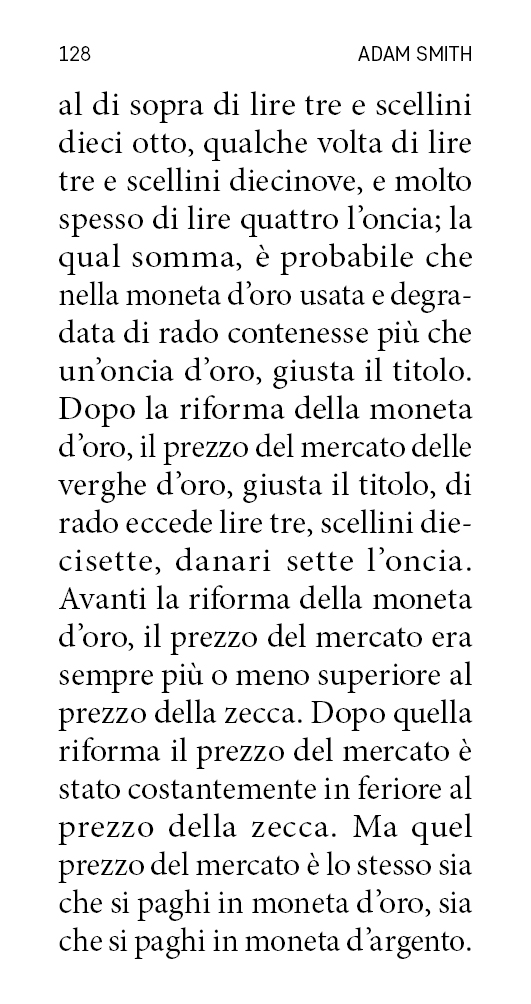 128 ADAM SMITH
al di sopra di lire tre e scellini
dieci otto, qualche volta di lire
tre e scellini diecinove, e molto
spesso di lire quattro l’oncia; la
qual somma, è probabile che
nella moneta d’oro usata e degra-
data di rado contenesse più che
un’oncia d’oro, giusta il titolo.
Dopo la riforma della moneta
d’oro, il prezzo del mercato delle
verghe d’oro, giusta il titolo, di
rado eccede lire tre, scellini die-
cisette, danari sette l’oncia.
Avanti la riforma della moneta
d’oro, il prezzo del mercato era
sempre più o meno superiore al
prezzo della zecca. Dopo quella
riforma il prezzo del mercato è
stato costantemente in feriore al
prezzo della zecca. Ma quel
prezzo del mercato è lo stesso sia
che si paghi in moneta d’oro, sia
che si paghi in moneta d’argento.